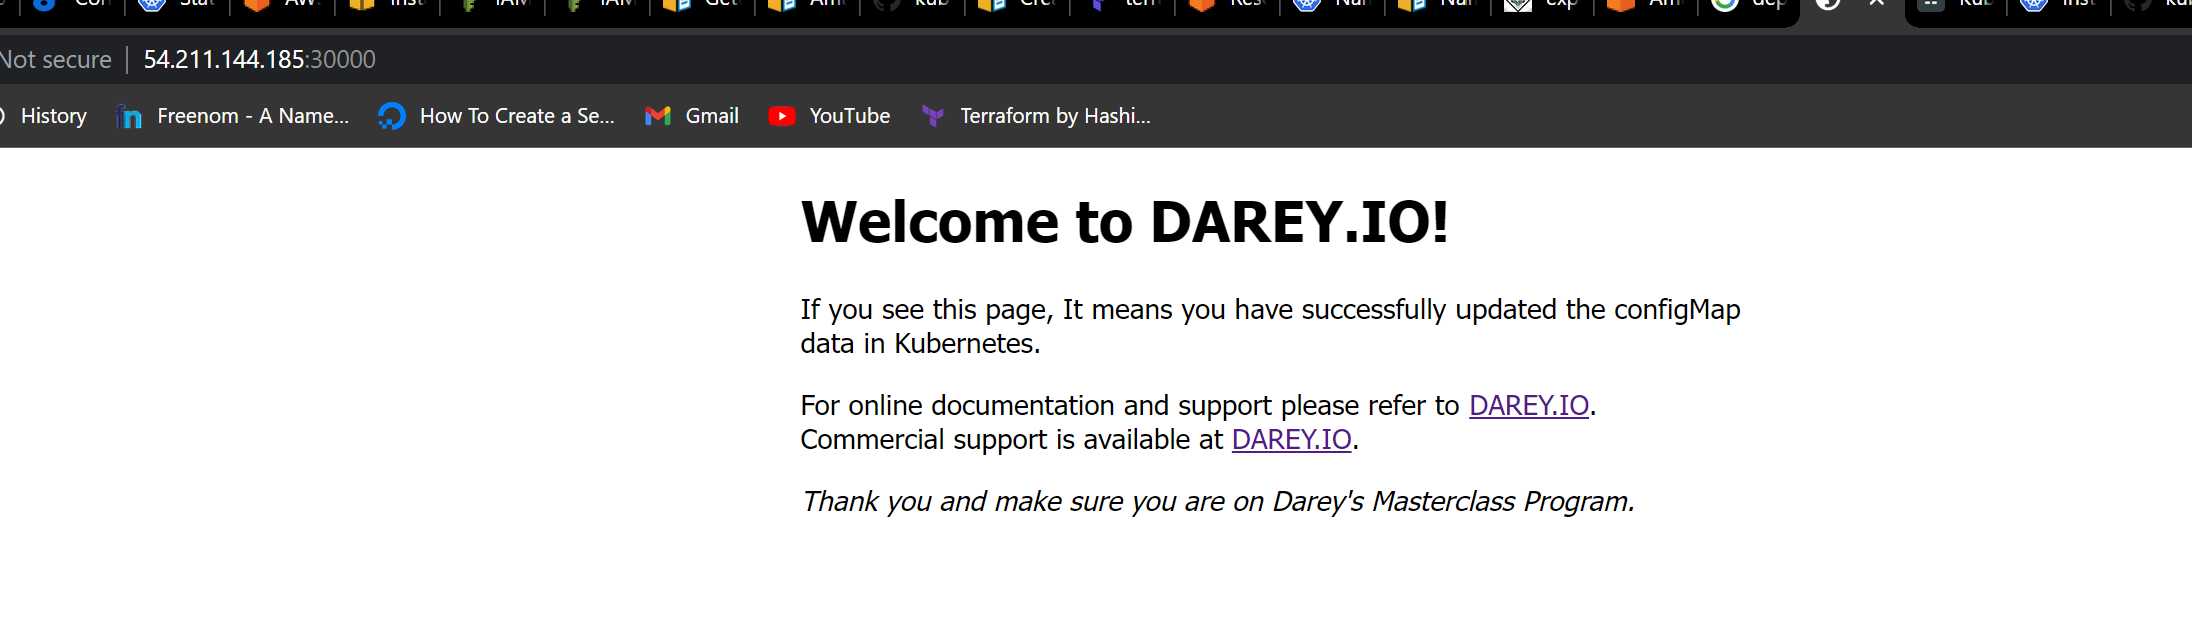 Not secure 54.211.144.185:30000
History Freenom - A Name... How To Create a Se... Gmail YouTube Terraform by Hashi...
Welcome to DAREY.IO!
If you see this page, It means you have successfully updated the configMap
data in Kubernetes.
For online documentation and support please refer to DAREY.IO.
Commercial support is available at DAREY.IO.
Thank you and make sure you are on Darey's Masterclass Program.